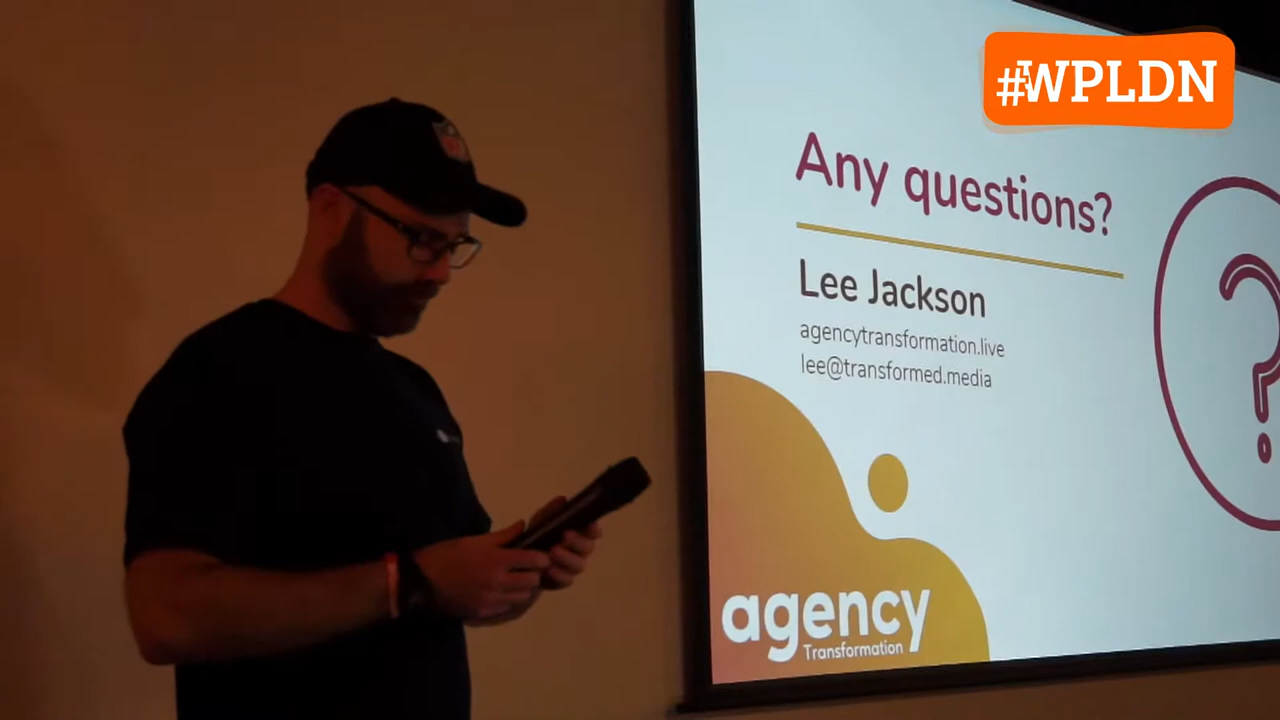 #WPLDN
Any questions?
Lee Jackson
agencytransformation.live
lee@transformed.media
?
agency
Transformation